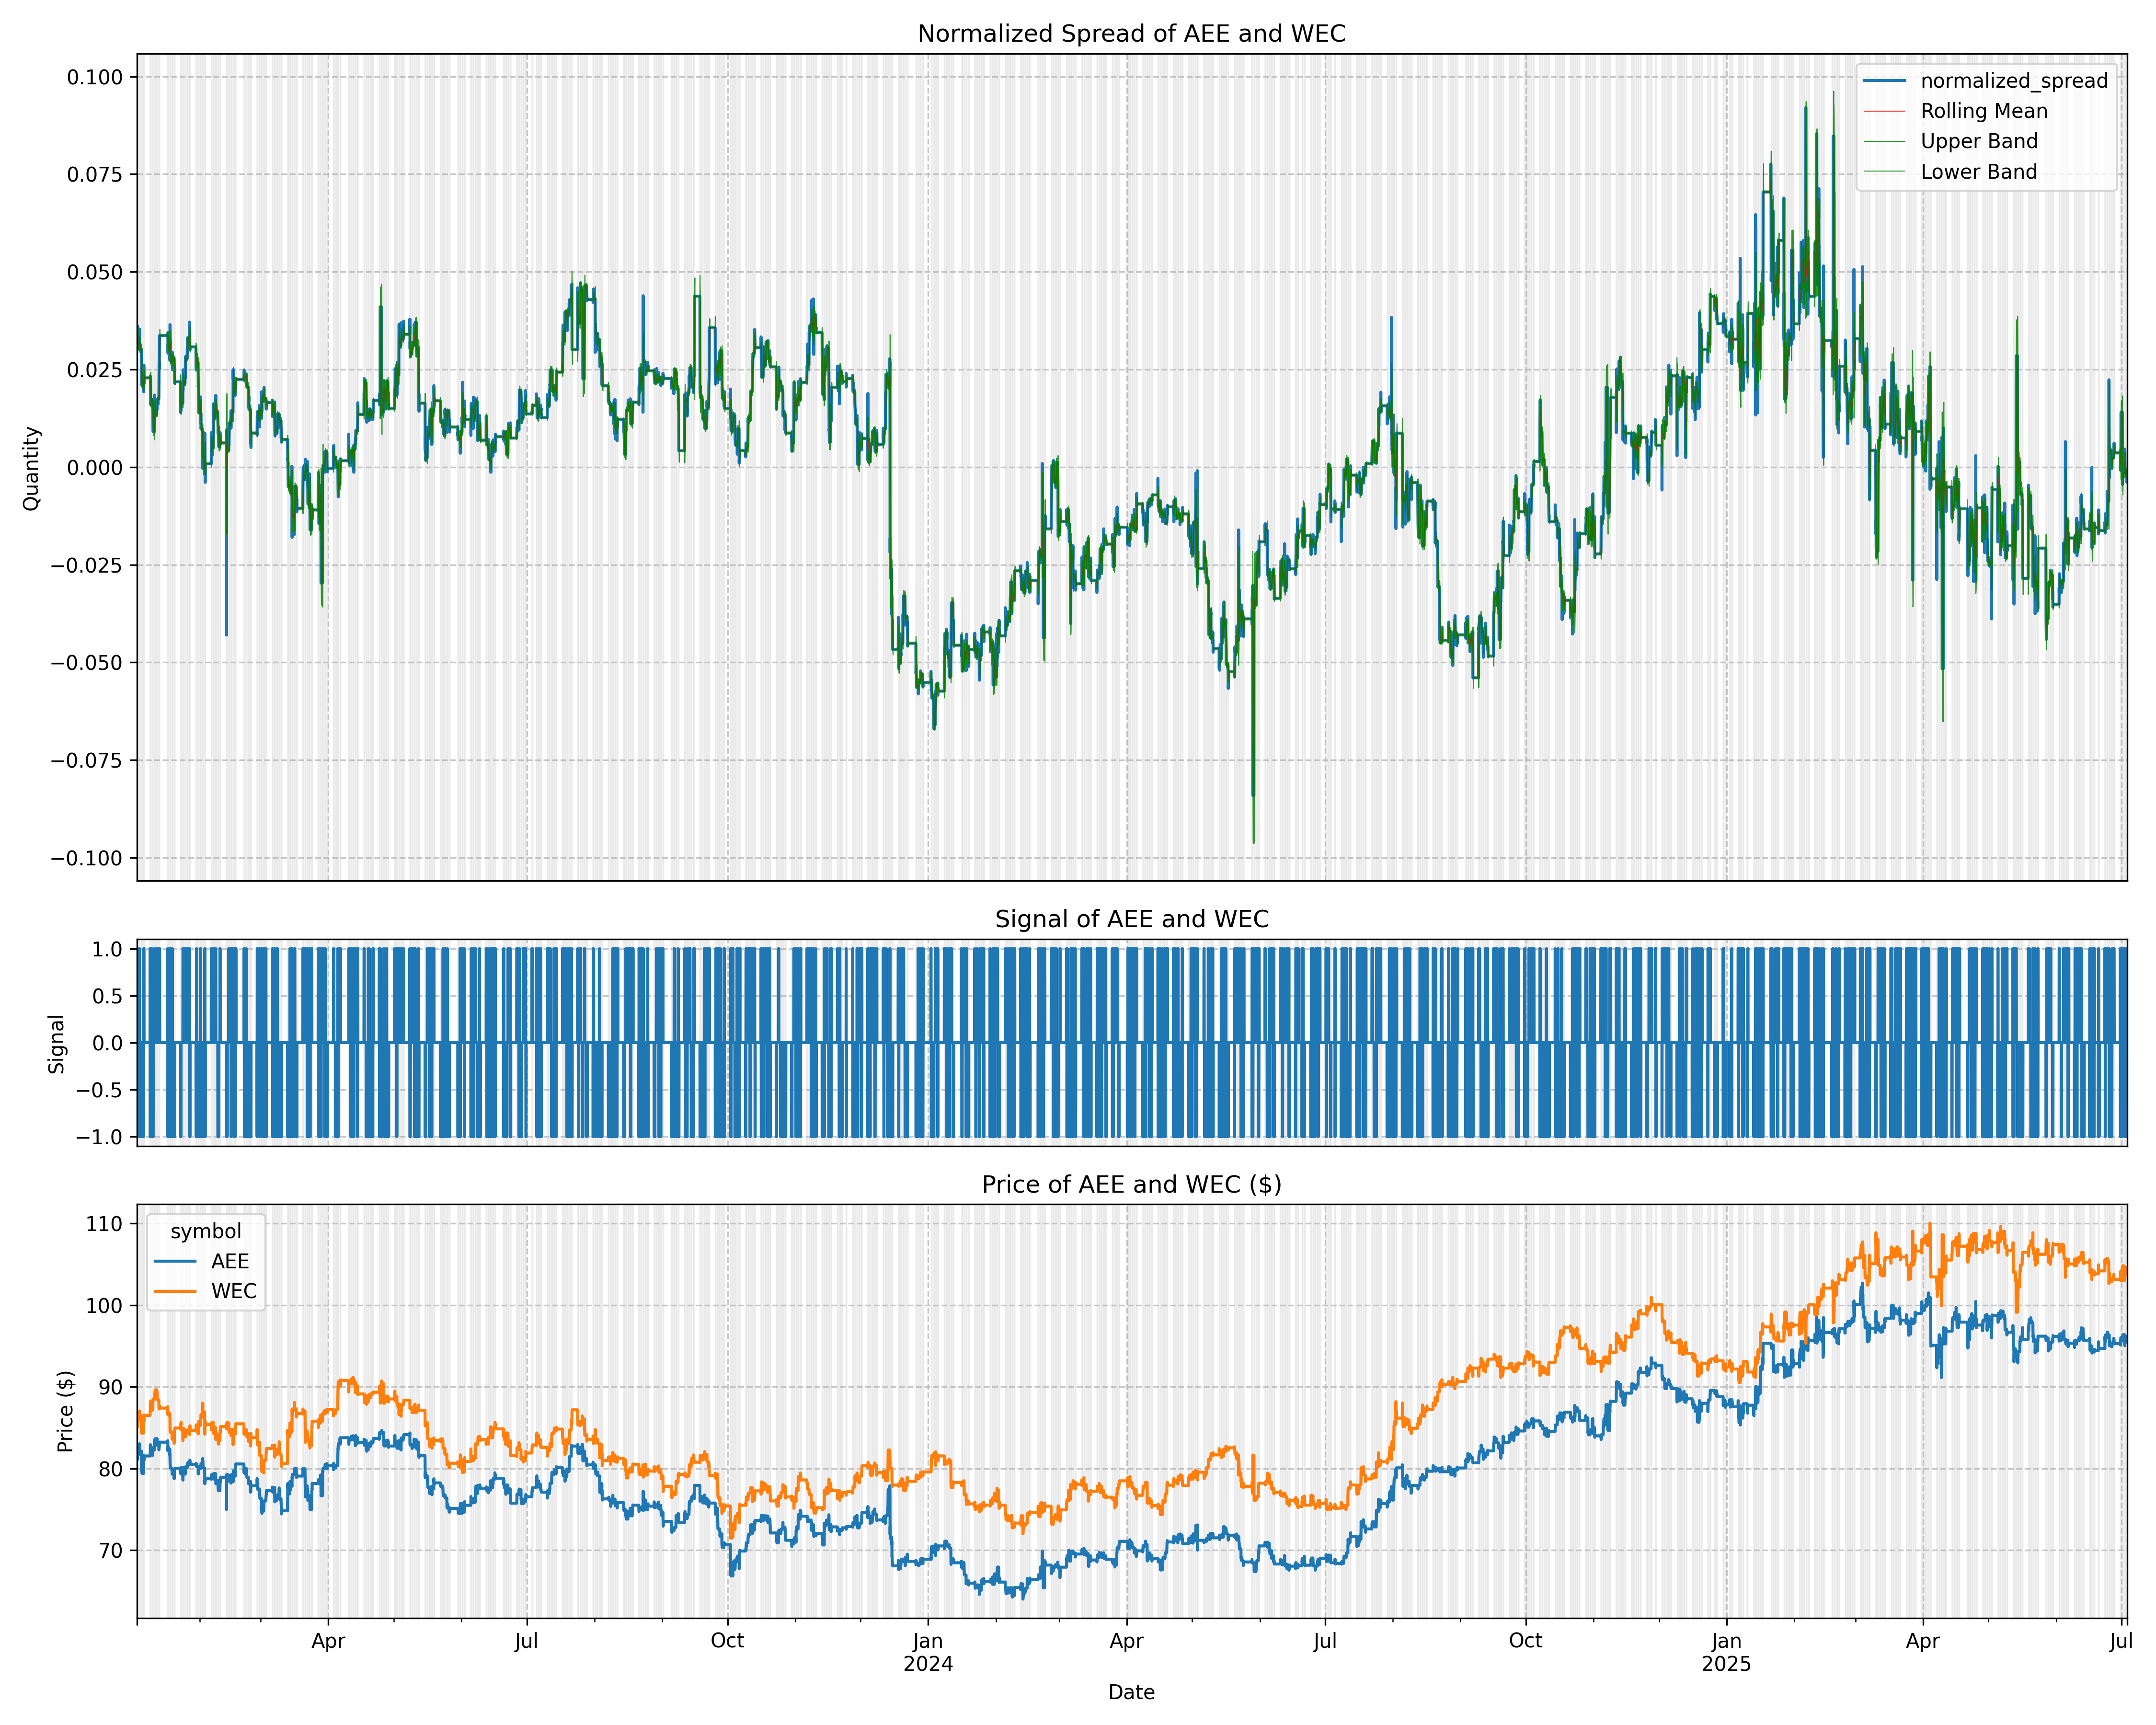 Normalized Spread of AEE and WEC
0.100
0.075
0.050
0.025
0.000
−0.025
−0.050
−0.075
−0.100
Quantity
normalized_spread
Rolling Mean
Upper Band
Lower Band
Signal of AEE and WEC
1.0
0.5
0.0
−0.5
−1.0
Signal
Price of AEE and WEC ($)
110
100
90
80
70
Price ($)
symbol
AEE
WEC
Apr Jul Oct Jan Apr Jul Oct Jan Apr Jul
2024 2025
Date